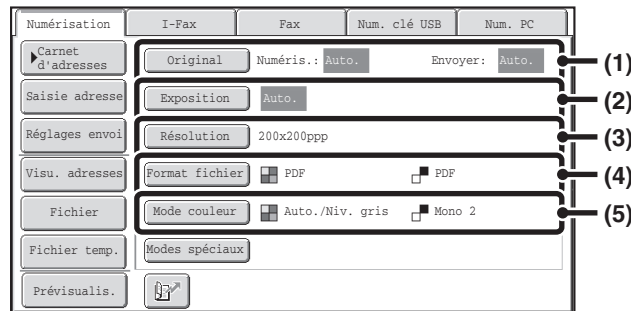 Numérisation I-Fax Fax Num. clé USB Num. PC
Carnet d'adresses
Original Numéris.: Auto. Envoyer: Auto. (1)
Saisie adresse Exposition Auto. (2)
Réglages envoi Résolution 200x200ppp (3)
Visu. adresses Format fichier PDF PDF (4)
Fichier Mode couleur Auto./Niv. gris Mono 2 (5)
Fichier temp. Modes spéciaux
Prévisualis.